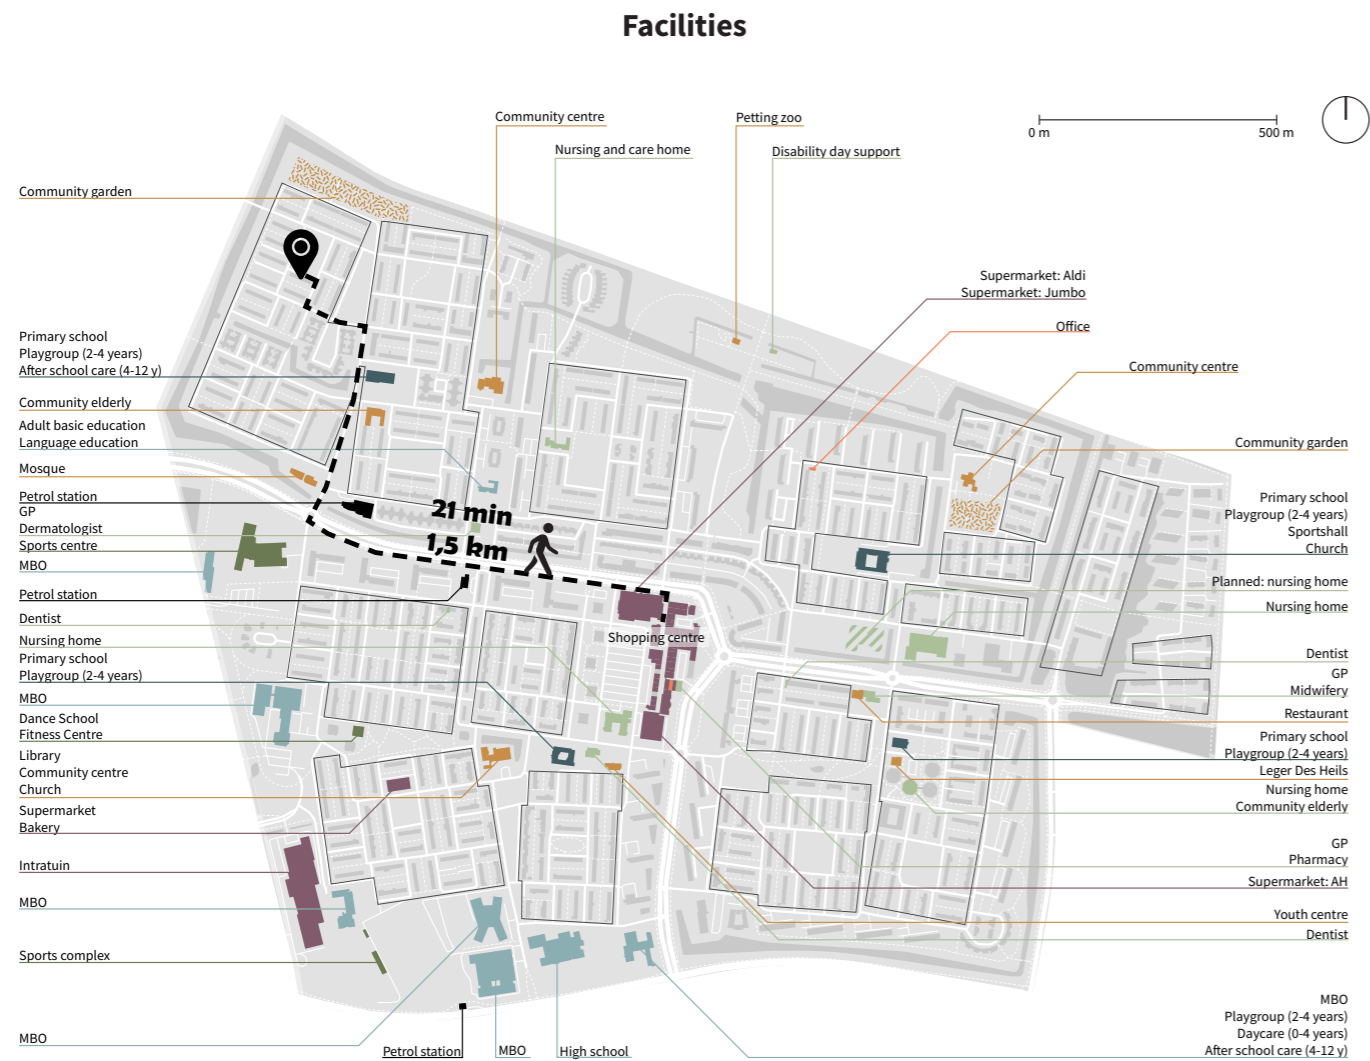 Facilities
Community centre
Petting zoo
0 m
500 m
Nursing and care home
Disability day support
Community garden
Supermarket: Aldi
Supermarket: Jumbo
Office
Community centre
Community garden
Primary school
Playgroup (2-4 years)
After school care (4-12 y)
Community elderly
Adult basic education
Language education
Mosque
Petrol station
GP
Dermatologist
Sports centre
MBO
Petrol station
Dentist
Nursing home
Primary school
Playgroup (2-4 years)
MBO
Dance School
Fitness Centre
Library
Community centre
Church
Supermarket
Bakery
Intratuin
MBO
Sports complex
MBO
21 min
1,5 km
Shopping centre
Primary school
Playgroup (2-4 years)
Sportshall
Church
Planned: nursing home
Nursing home
Dentist
GP
Midwifery
Restaurant
Primary school
Playgroup (2-4 years)
Leger Des Heils
Nursing home
Community elderly
GP
Pharmacy
Supermarket: AH
Youth centre
Dentist
MBO
Playgroup (2-4 years)
Daycare (0-4 years)
After school care (4-12 y)
Petrol station
MBO
High school